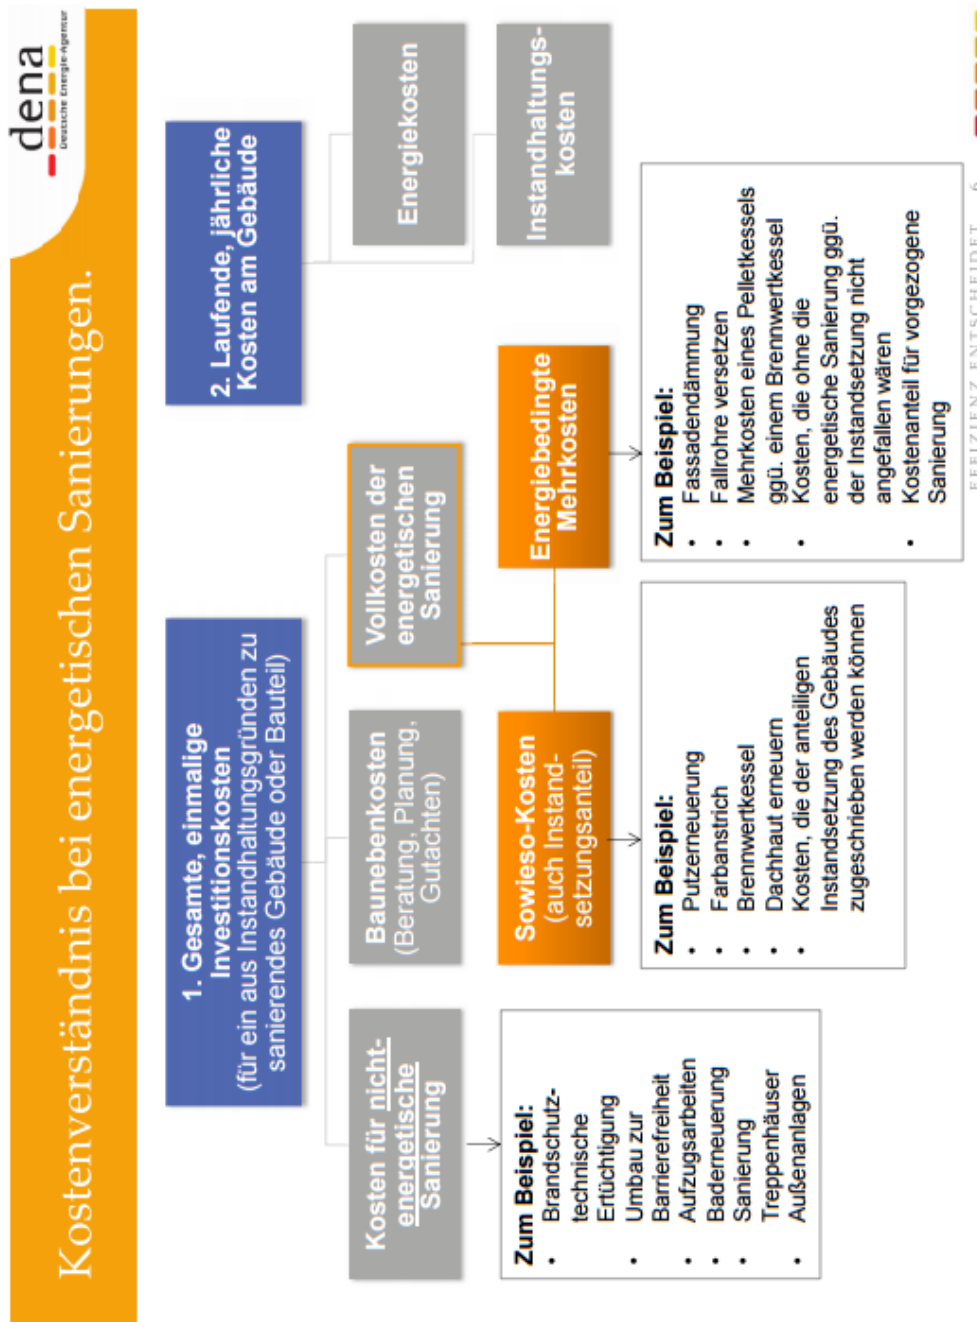 Kostenverständnis bei energetischen Sanierungen.
dena
Deutsche Energie-Agentur
1. Gesamte, einmalige
Investitionskosten
(für ein aus Instandhaltungsgründen zu
sanierendes Gebäude oder Bauteil)
2. Laufende, jährliche
Kosten am Gebäude
Kosten für nicht-
energetische
Sanierung
Baunebenkosten
(Beratung, Planung,
Gutachten)
Vollkosten der
energetischen
Sanierung
Energiekosten
Sowieso-Kosten
(auch Instand-
setzungsanteil)
Energiebedingte
Mehrkosten
Instandhaltungs-
kosten
Zum Beispiel:
• Brandschutz-
technische
Ertüchtigung
• Umbau zur
Barrierefreiheit
• Aufzugsarbeiten
• Baderneuerung
• Sanierung
Treppenhäuser
• Außenanlagen
Zum Beispiel:
• Putzerneuerung
• Farbanstrich
• Brennwertkessel
• Dachhaut erneuern
• Kosten, die der anteiligen
Instandsetzung des Gebäudes
zugeschrieben werden können
Zum Beispiel:
• Fassadendämmung
• Fallrohre versetzen
• Mehrkosten eines Pelletkessels
ggü. einem Brennwertkessel
• Kosten, die ohne die
energetische Sanierung ggü.
der Instandsetzung nicht
angefallen wären
• Kostenanteil für vorgezogene
Sanierung
EFFIZIENZ ENTSCHEIDET 6